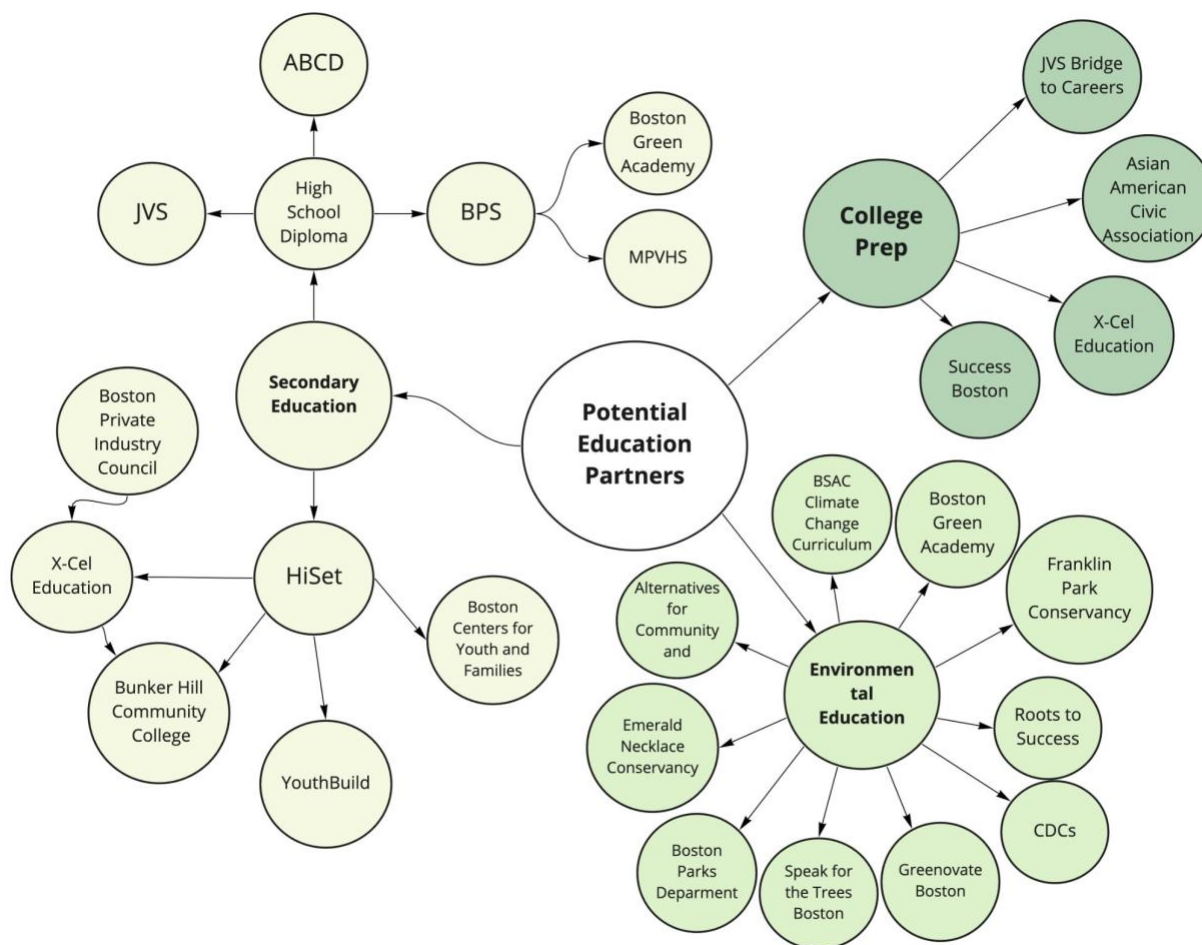 ABCD
JVS
High
School
Diploma
BPS
Boston
Green
Academy
MPVHS
Secondary
Education
Boston
Private
Industry
Council
X-Cel
Education
HiSet
Bunker Hill
Community
College
YouthBuild
Boston
Centers for
Youth and
Families
Potential
Education
Partners
College
Prep
JVS Bridge
to Careers
Asian
American
Civic
Association
X-Cel
Education
Success
Boston
BSAC
Climate
Change
Curriculum
Boston
Green
Academy
Franklin
Park
Conservancy
Alternatives
for
Community
and
Environmen
tal
Education
Roots to
Success
Emerald
Necklace
Conservancy
CDCs
Boston
Parks
Deparment
Speak for
the Trees
Boston
Greenovate
Boston